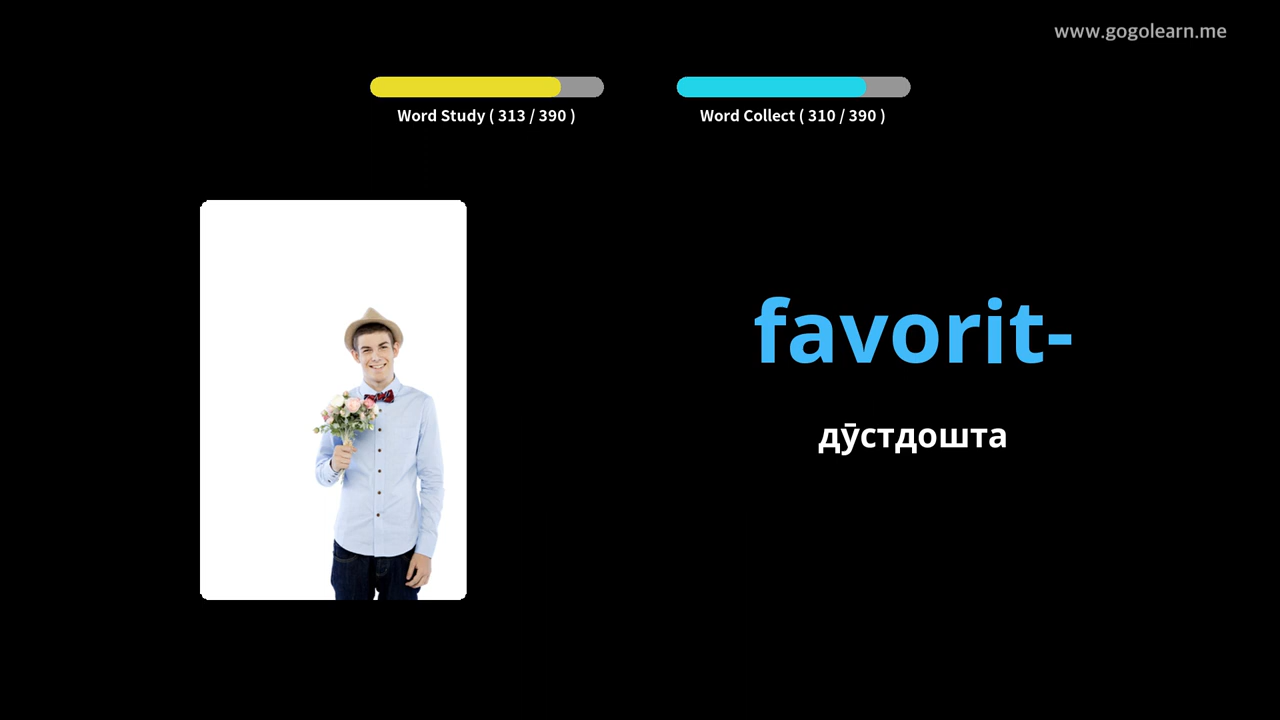 www.gogolearn.me
Word Study ( 313 / 390 )
Word Collect ( 310 / 390 )
favorit-
дӯстдошта